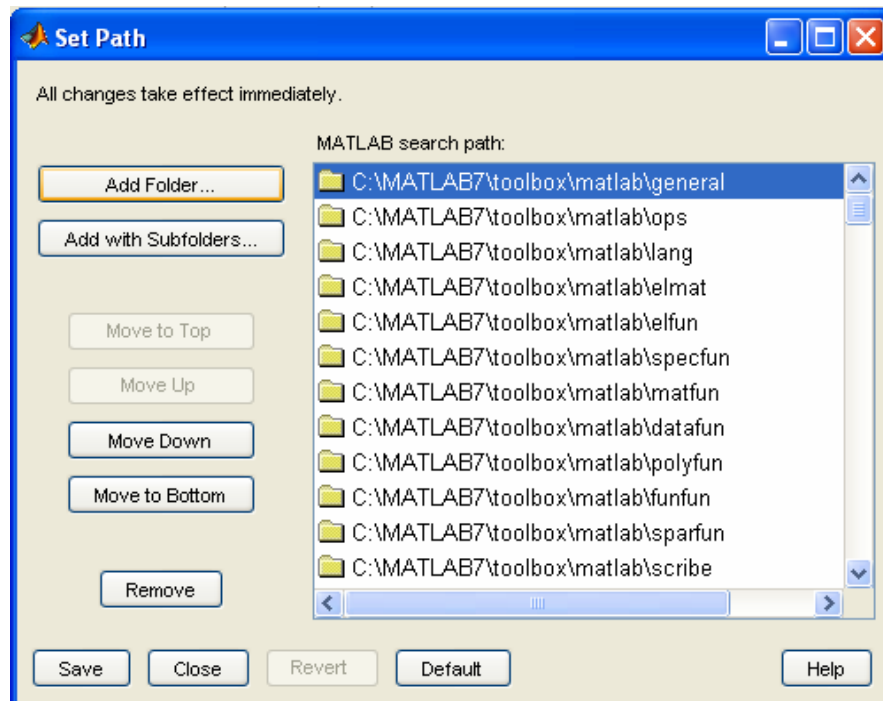 Set Path
All changes take effect immediately.
MATLAB search path:
Add Folder...
Add with Subfolders...
Move to Top
Move Up
Move Down
Move to Bottom
Remove
C:\MATLAB7\toolbox\matlab\general
C:\MATLAB7\toolbox\matlab\ops
C:\MATLAB7\toolbox\matlab\lang
C:\MATLAB7\toolbox\matlab\elmat
C:\MATLAB7\toolbox\matlab\elfun
C:\MATLAB7\toolbox\matlab\specfun
C:\MATLAB7\toolbox\matlab\matfun
C:\MATLAB7\toolbox\matlab\datafun
C:\MATLAB7\toolbox\matlab\polyfun
C:\MATLAB7\toolbox\matlab\funfun
C:\MATLAB7\toolbox\matlab\sparfun
C:\MATLAB7\toolbox\matlab\scribe
Save Close Revert Default Help